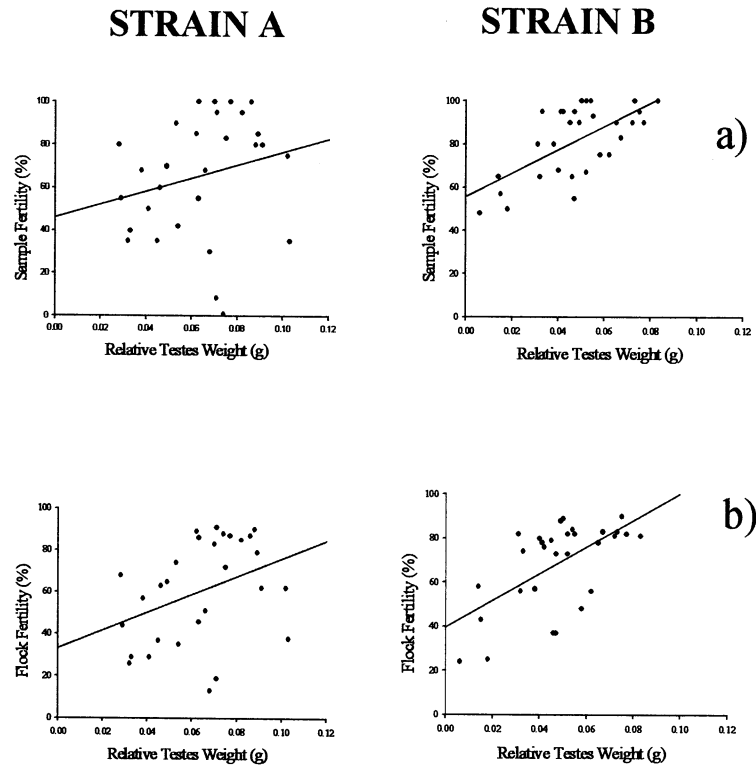 STRAIN A
STRAIN B
100
80
60
40
20
0
Sample Fertility (%)
0.00 0.02 0.04 0.06 0.08 0.10 0.12
Relative Testes Weight (g)
100
80
60
40
20
0
Sample Fertility (%)
0.00 0.02 0.04 0.06 0.08 0.10 0.12
Relative Testes Weight (g)
a)
100
80
60
40
20
0
Flock Fertility (%)
0.00 0.02 0.04 0.06 0.08 0.10 0.12
Relative Testes Weight (g)
100
80
60
40
20
0
Flock Fertility (%)
0.00 0.02 0.04 0.06 0.08 0.10 0.12
Relative Testes Weight (g)
b)